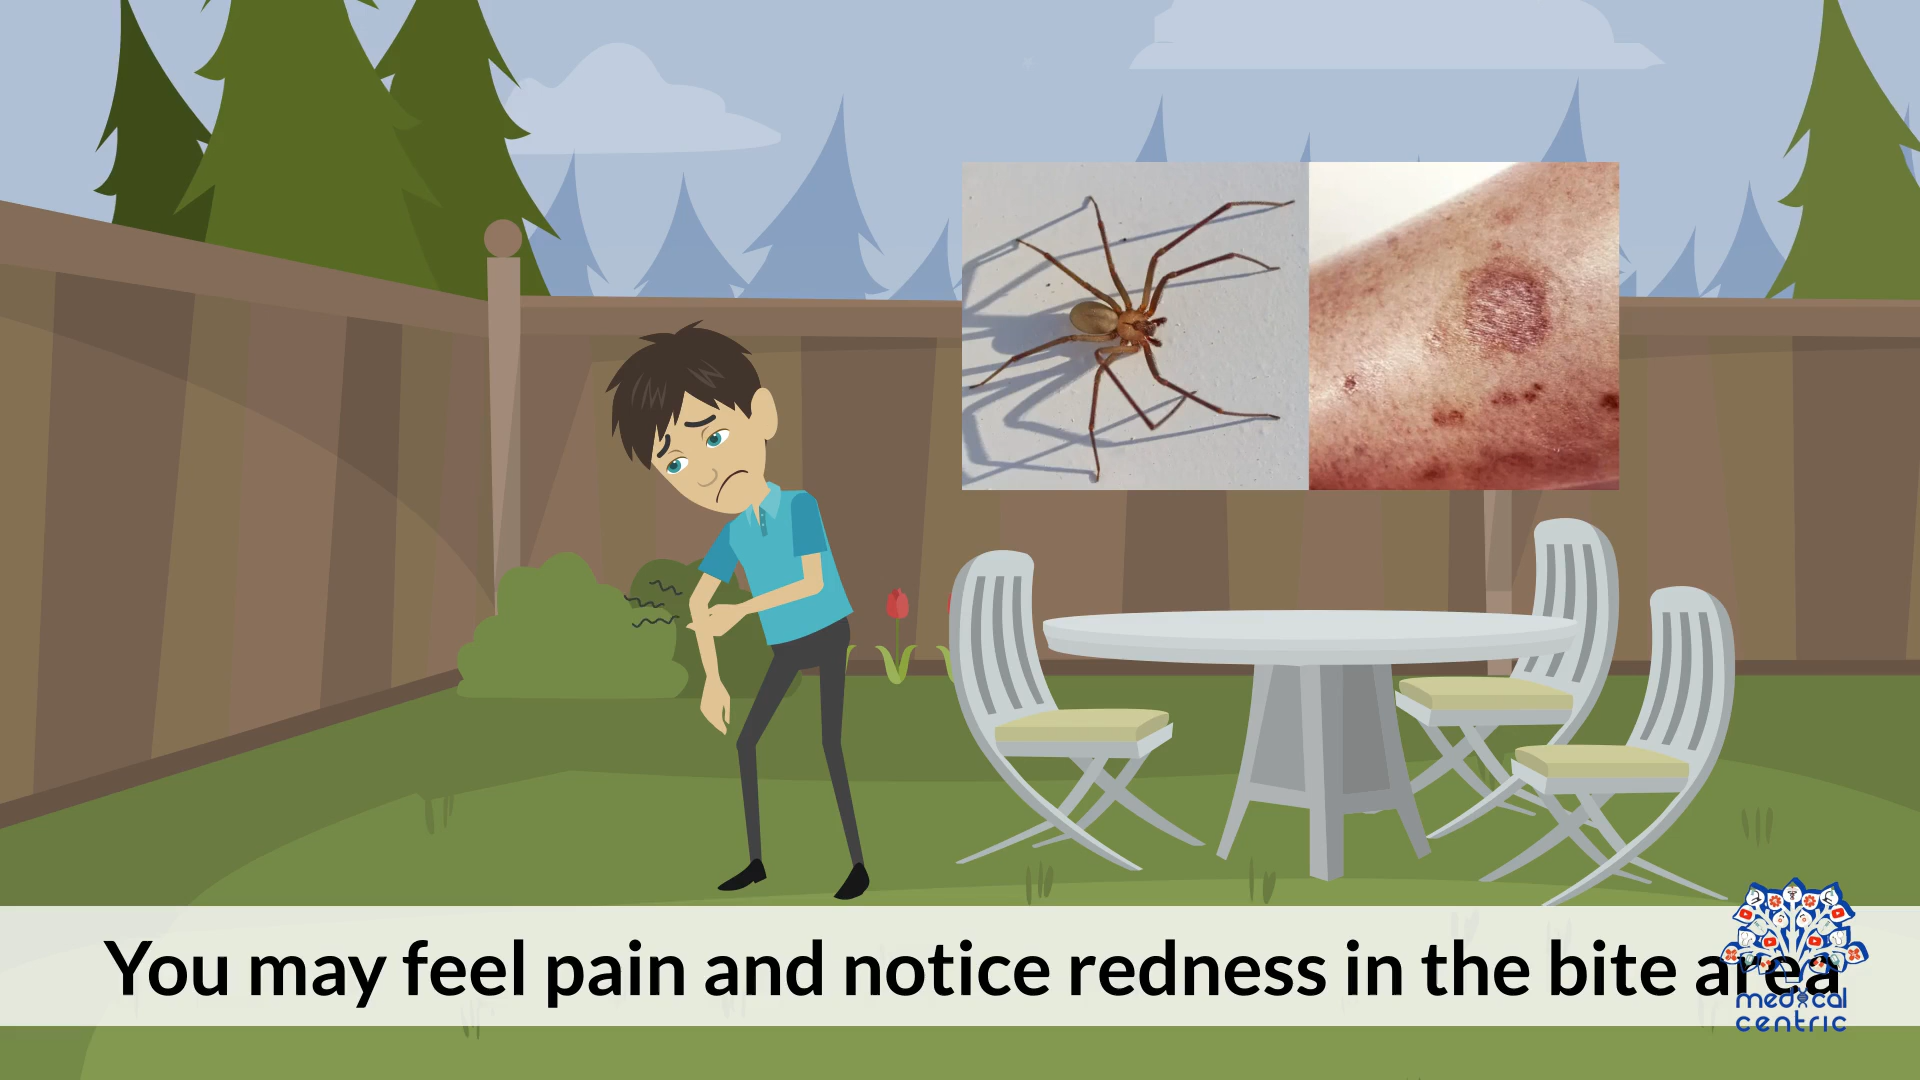 You may feel pain and notice redness in the bite area
medical
centric